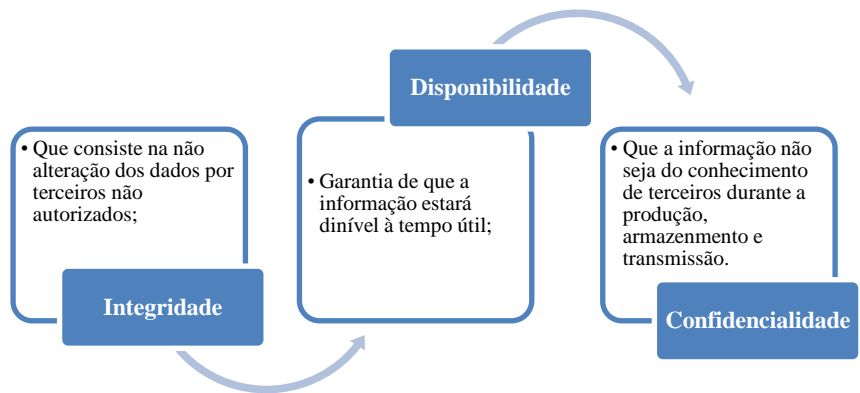 • Que consiste na não
alteração dos dados por
terceiros não
autorizados;
Integridade
Disponibilidade
• Garantia de que a
informação estará
dinível à tempo útil;
• Que a informação não
seja do conhecimento
de terceiros durante a
produção,
armazenmento e
transmissão.
Confidencialidade